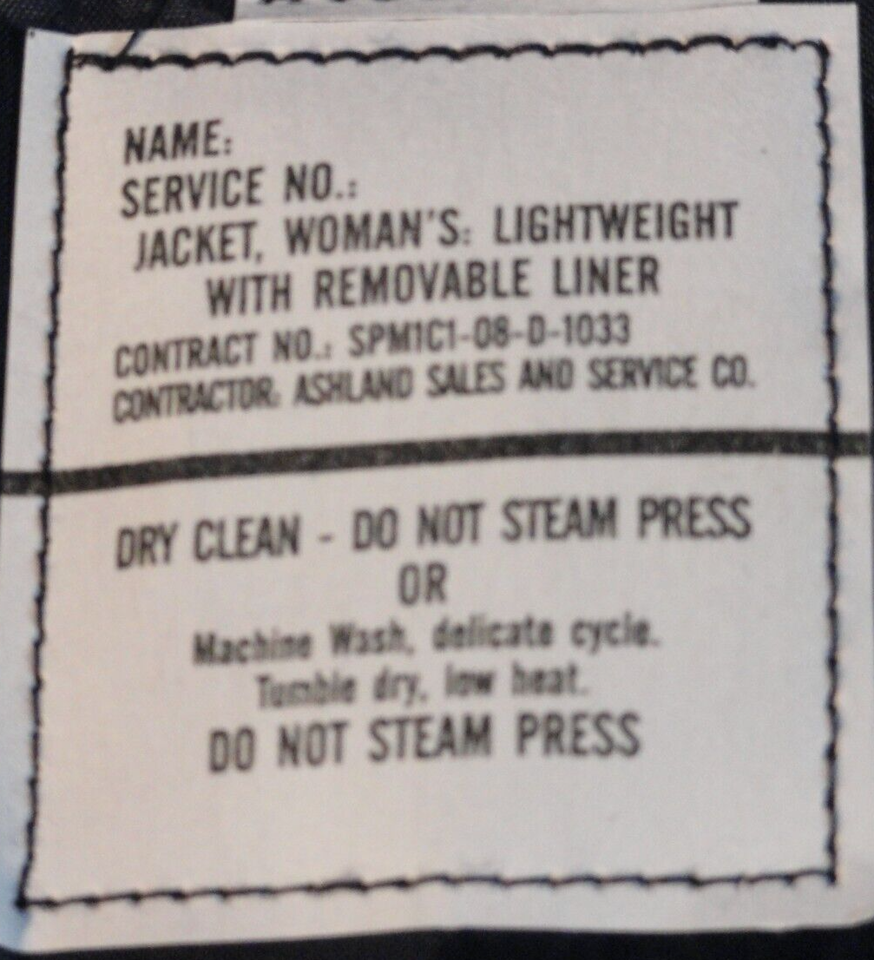 NAME:
SERVICE NO.:
JACKET, WOMAN'S: LIGHTWEIGHT
WITH REMOVABLE LINER
CONTRACT NO.: SPM1C1-08-D-1033
CONTRACTOR: ASHLAND SALES AND SERVICE CO.
DRY CLEAN - DO NOT STEAM PRESS
OR
Machine Wash, delicate cycle.
Tumble dry, low heat.
DO NOT STEAM PRESS